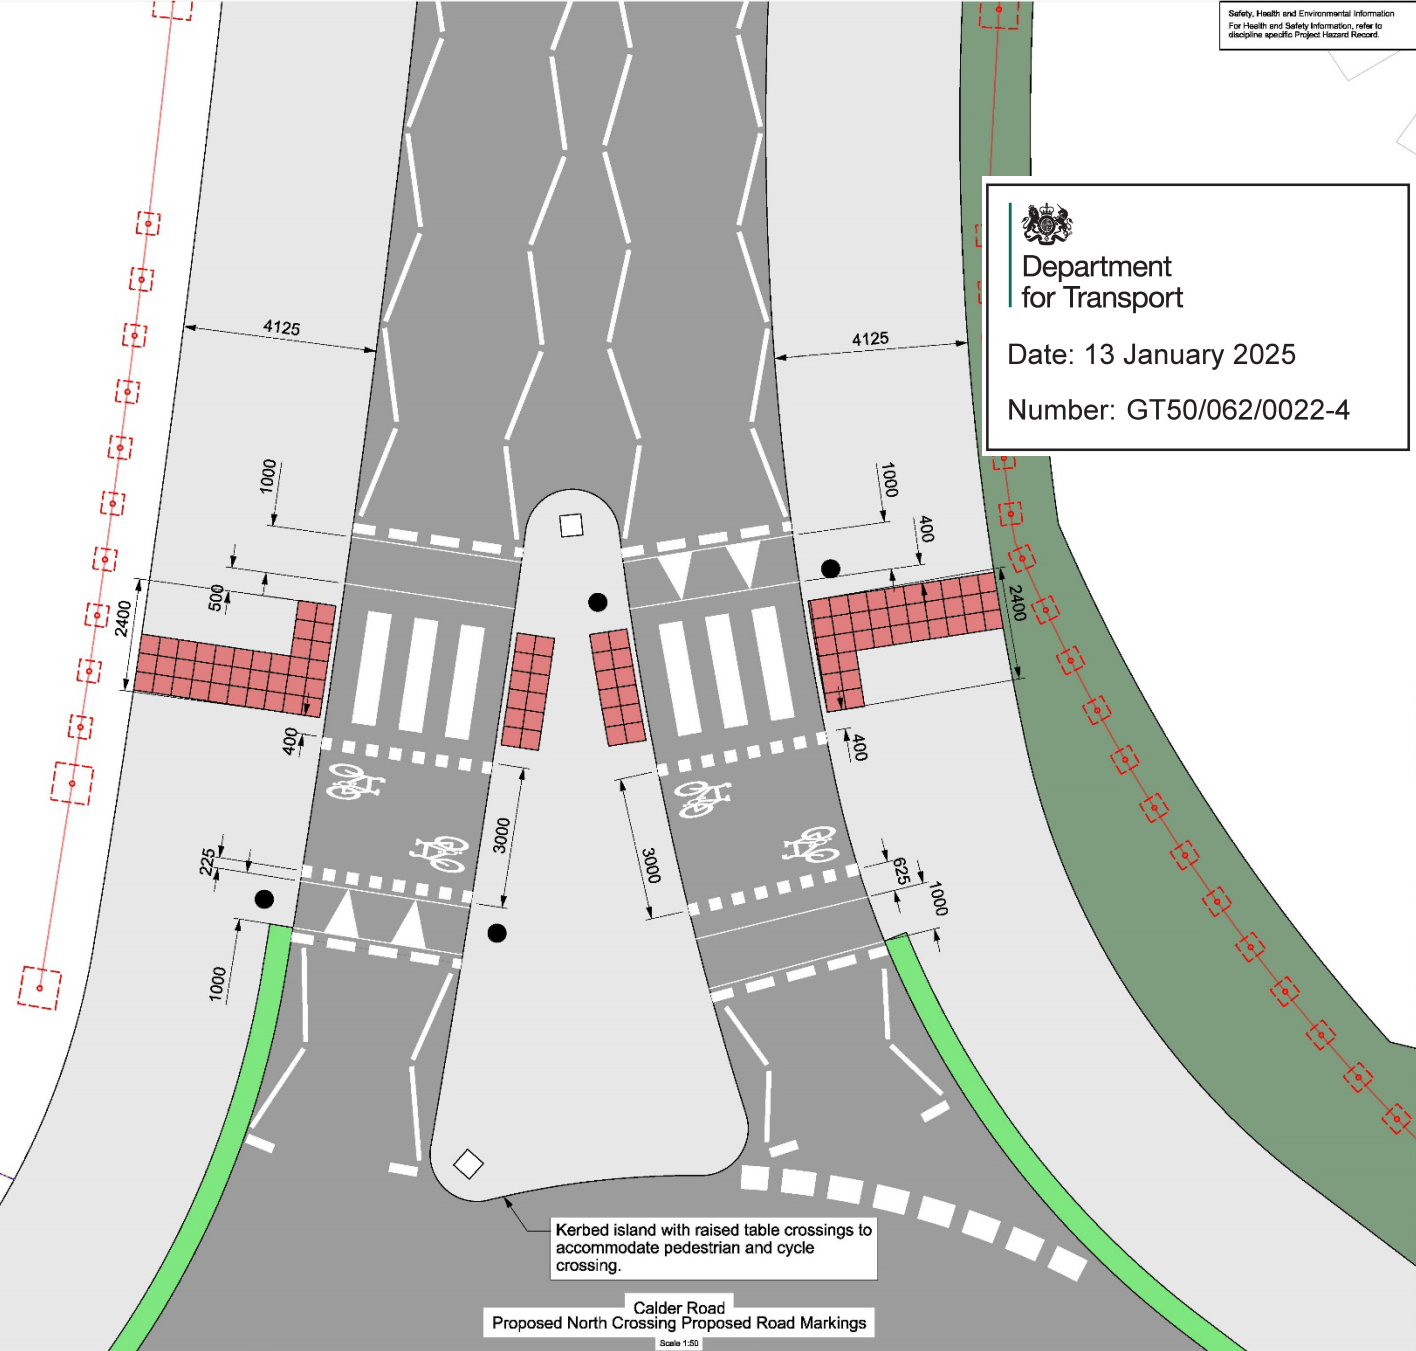 Safety, Health and Environmental Information
For Health and Safety Information, refer to
discipline specific Project Hazard Record.
Department
for Transport
Date: 13 January 2025
Number: GT50/062/0022-4
4125
4125
1000
1000
400
500
2400
2400
400
400
3000
3000
225
625
1000
1000
Kerbed island with raised table crossings to
accommodate pedestrian and cycle
crossing.
Calder Road
Proposed North Crossing Proposed Road Markings
Scale 1:50